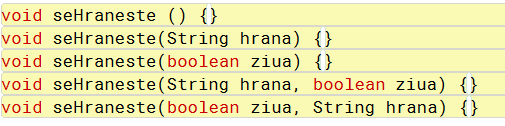 void seHraneste () {}
void seHraneste(String hrana) {}
void seHraneste(boolean ziua) {}
void seHraneste(String hrana, boolean ziua) {}
void seHraneste(boolean ziua, String hrana) {}